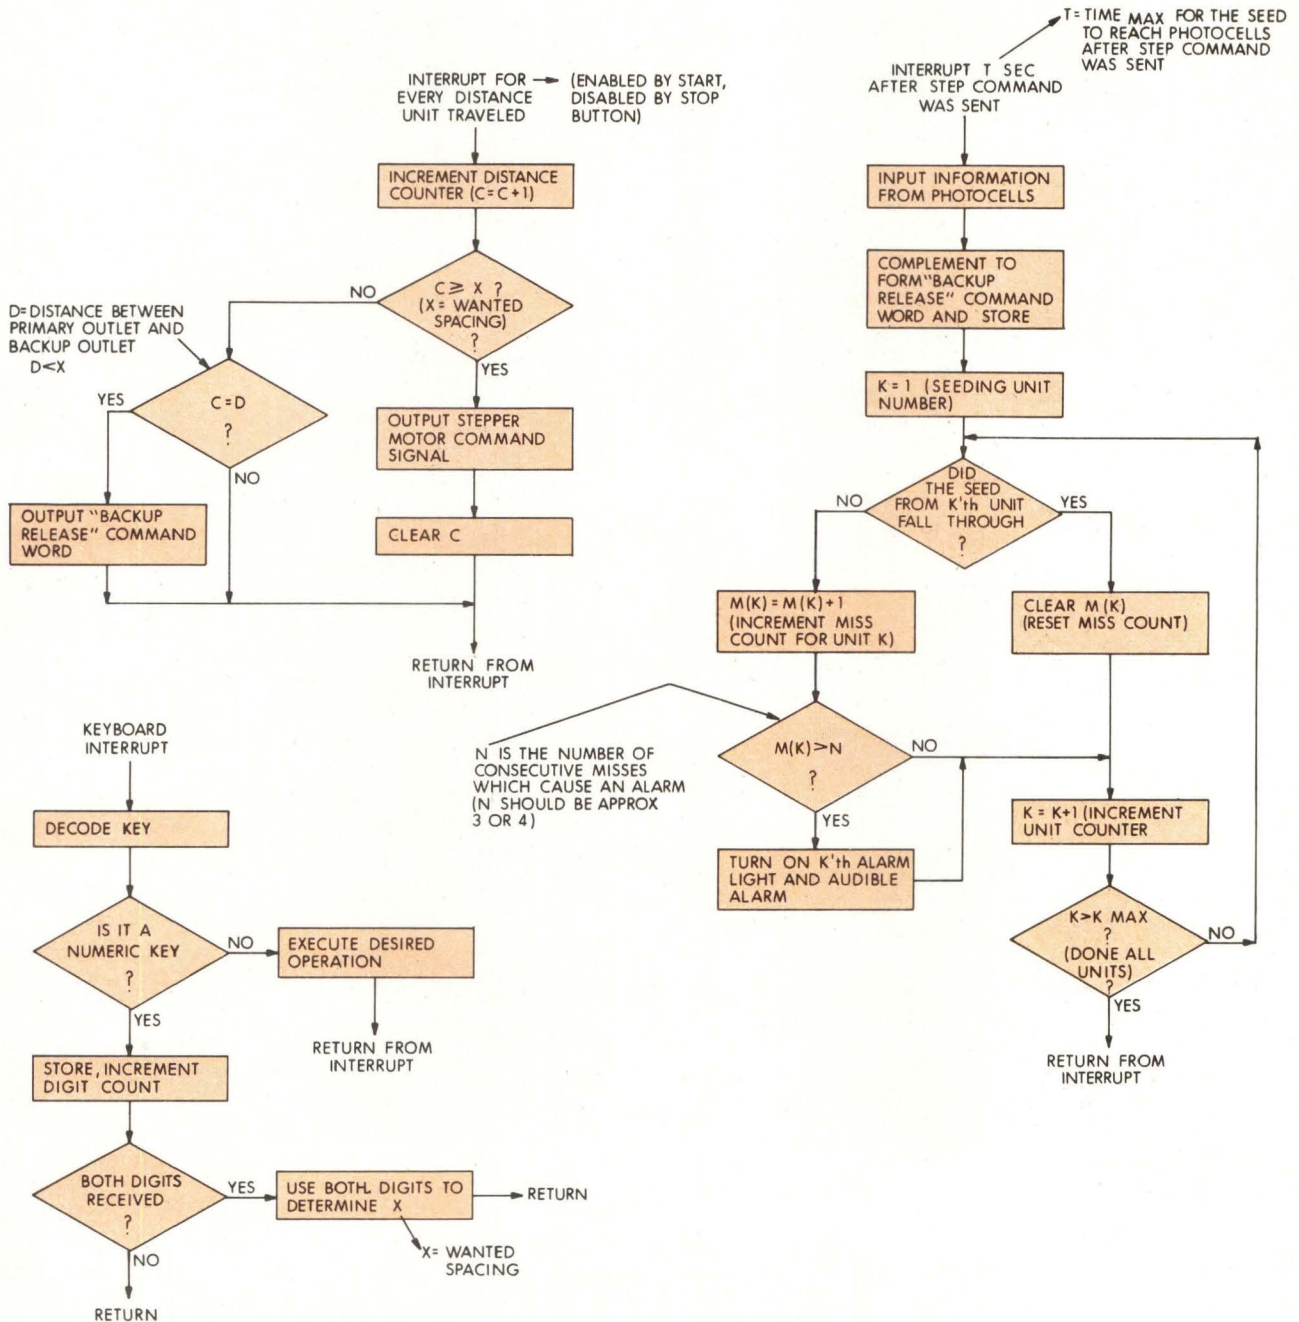 INTERRUPT FOR
EVERY DISTANCE
UNIT TRAVELED
(ENABLED BY START,
DISABLED BY STOP
BUTTON)
INCREMENT DISTANCE
COUNTER (C=C+1)
C ≥ X ?
(X = WANTED
SPACING)
?
NO
YES
D=DISTANCE BETWEEN
PRIMARY OUTLET AND
BACKUP OUTLET
D<X
C=D
?
YES
NO
OUTPUT "BACKUP
RELEASE" COMMAND
WORD
OUTPUT STEPPER
MOTOR COMMAND
SIGNAL
CLEAR C
RETURN FROM
INTERRUPT
T=TIME MAX FOR THE SEED
TO REACH PHOTOCELLS
AFTER STEP COMMAND
WAS SENT
INTERRUPT T SEC
AFTER STEP COMMAND
WAS SENT
INPUT INFORMATION
FROM PHOTOCELLS
COMPLEMENT TO
FORM "BACKUP
RELEASE" COMMAND
WORD AND STORE
K=1 (SEEDING UNIT
NUMBER)
DID
THE SEED
FROM K'th UNIT
FALL THROUGH
?
NO
YES
M(K)=M(K)+1
(INCREMENT MISS
COUNT FOR UNIT K)
CLEAR M(K)
(RESET MISS COUNT)
N IS THE NUMBER OF
CONSECUTIVE MISSES
WHICH CAUSE AN ALARM
(N SHOULD BE APPROX
3 OR 4)
M(K)>N
?
NO
YES
TURN ON K'th ALARM
LIGHT AND AUDIBLE
ALARM
K = K+1 (INCREMENT
UNIT COUNTER
K>K MAX
?
(DONE ALL
UNITS)
?
NO
YES
RETURN FROM
INTERRUPT
KEYBOARD
INTERRUPT
DECODE KEY
IS IT A
NUMERIC KEY
?
NO
EXECUTE DESIRED
OPERATION
RETURN FROM
INTERRUPT
YES
STORE, INCREMENT
DIGIT COUNT
BOTH DIGITS
RECEIVED
?
YES
USE BOTH. DIGITS TO
DETERMINE X
RETURN
X= WANTED
SPACING
NO
RETURN